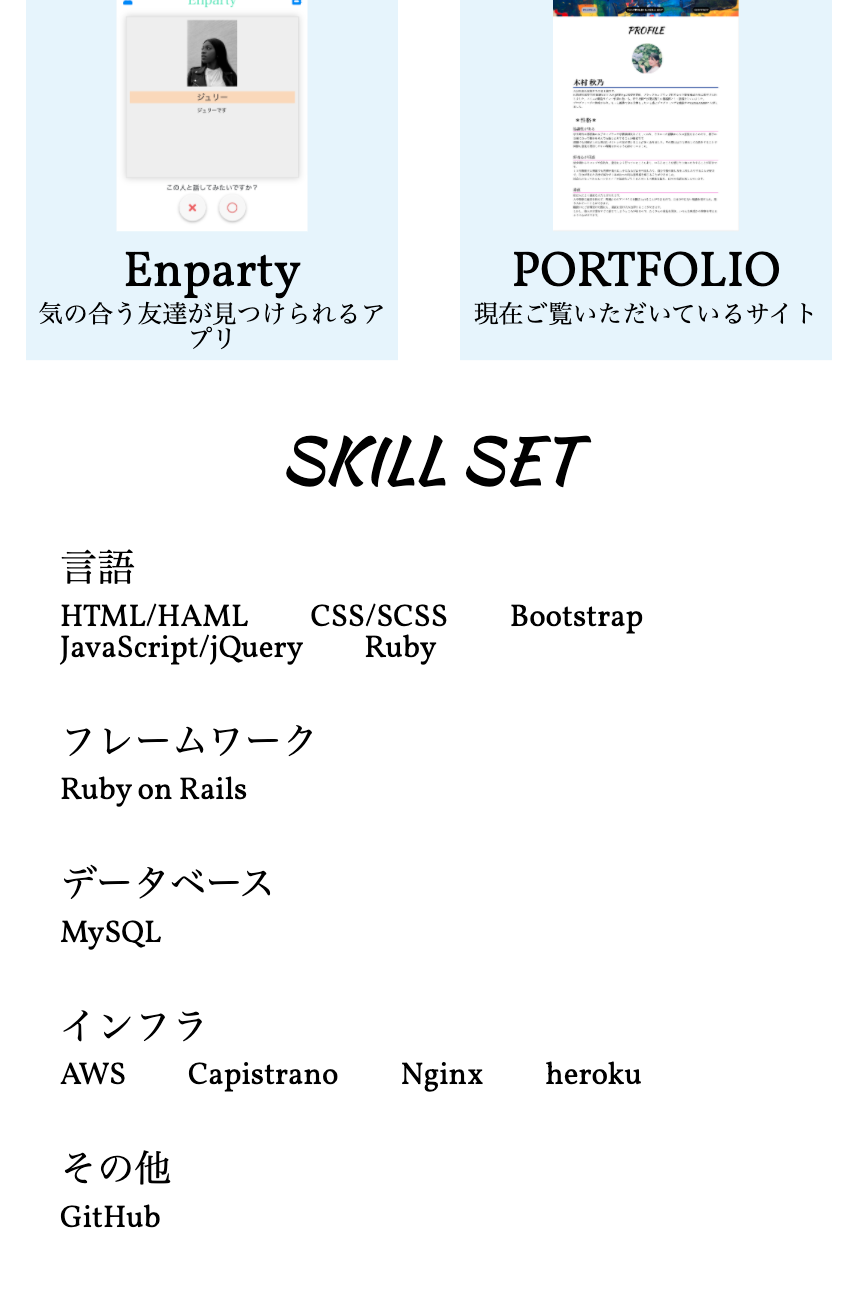 Enparty
ジュリー
ジュリーです
この人と話してみたいですか？
PROFILE
木村 秋乃
★性格★
Enparty
気の合う友達が見つけられるア
プリ
PORTFOLIO
現在ご覧いただいているサイト
SKILL SET
言語
HTML/HAML CSS/SCSS Bootstrap
JavaScript/jQuery Ruby
フレームワーク
Ruby on Rails
データベース
MySQL
インフラ
AWS Capistrano Nginx heroku
その他
GitHub